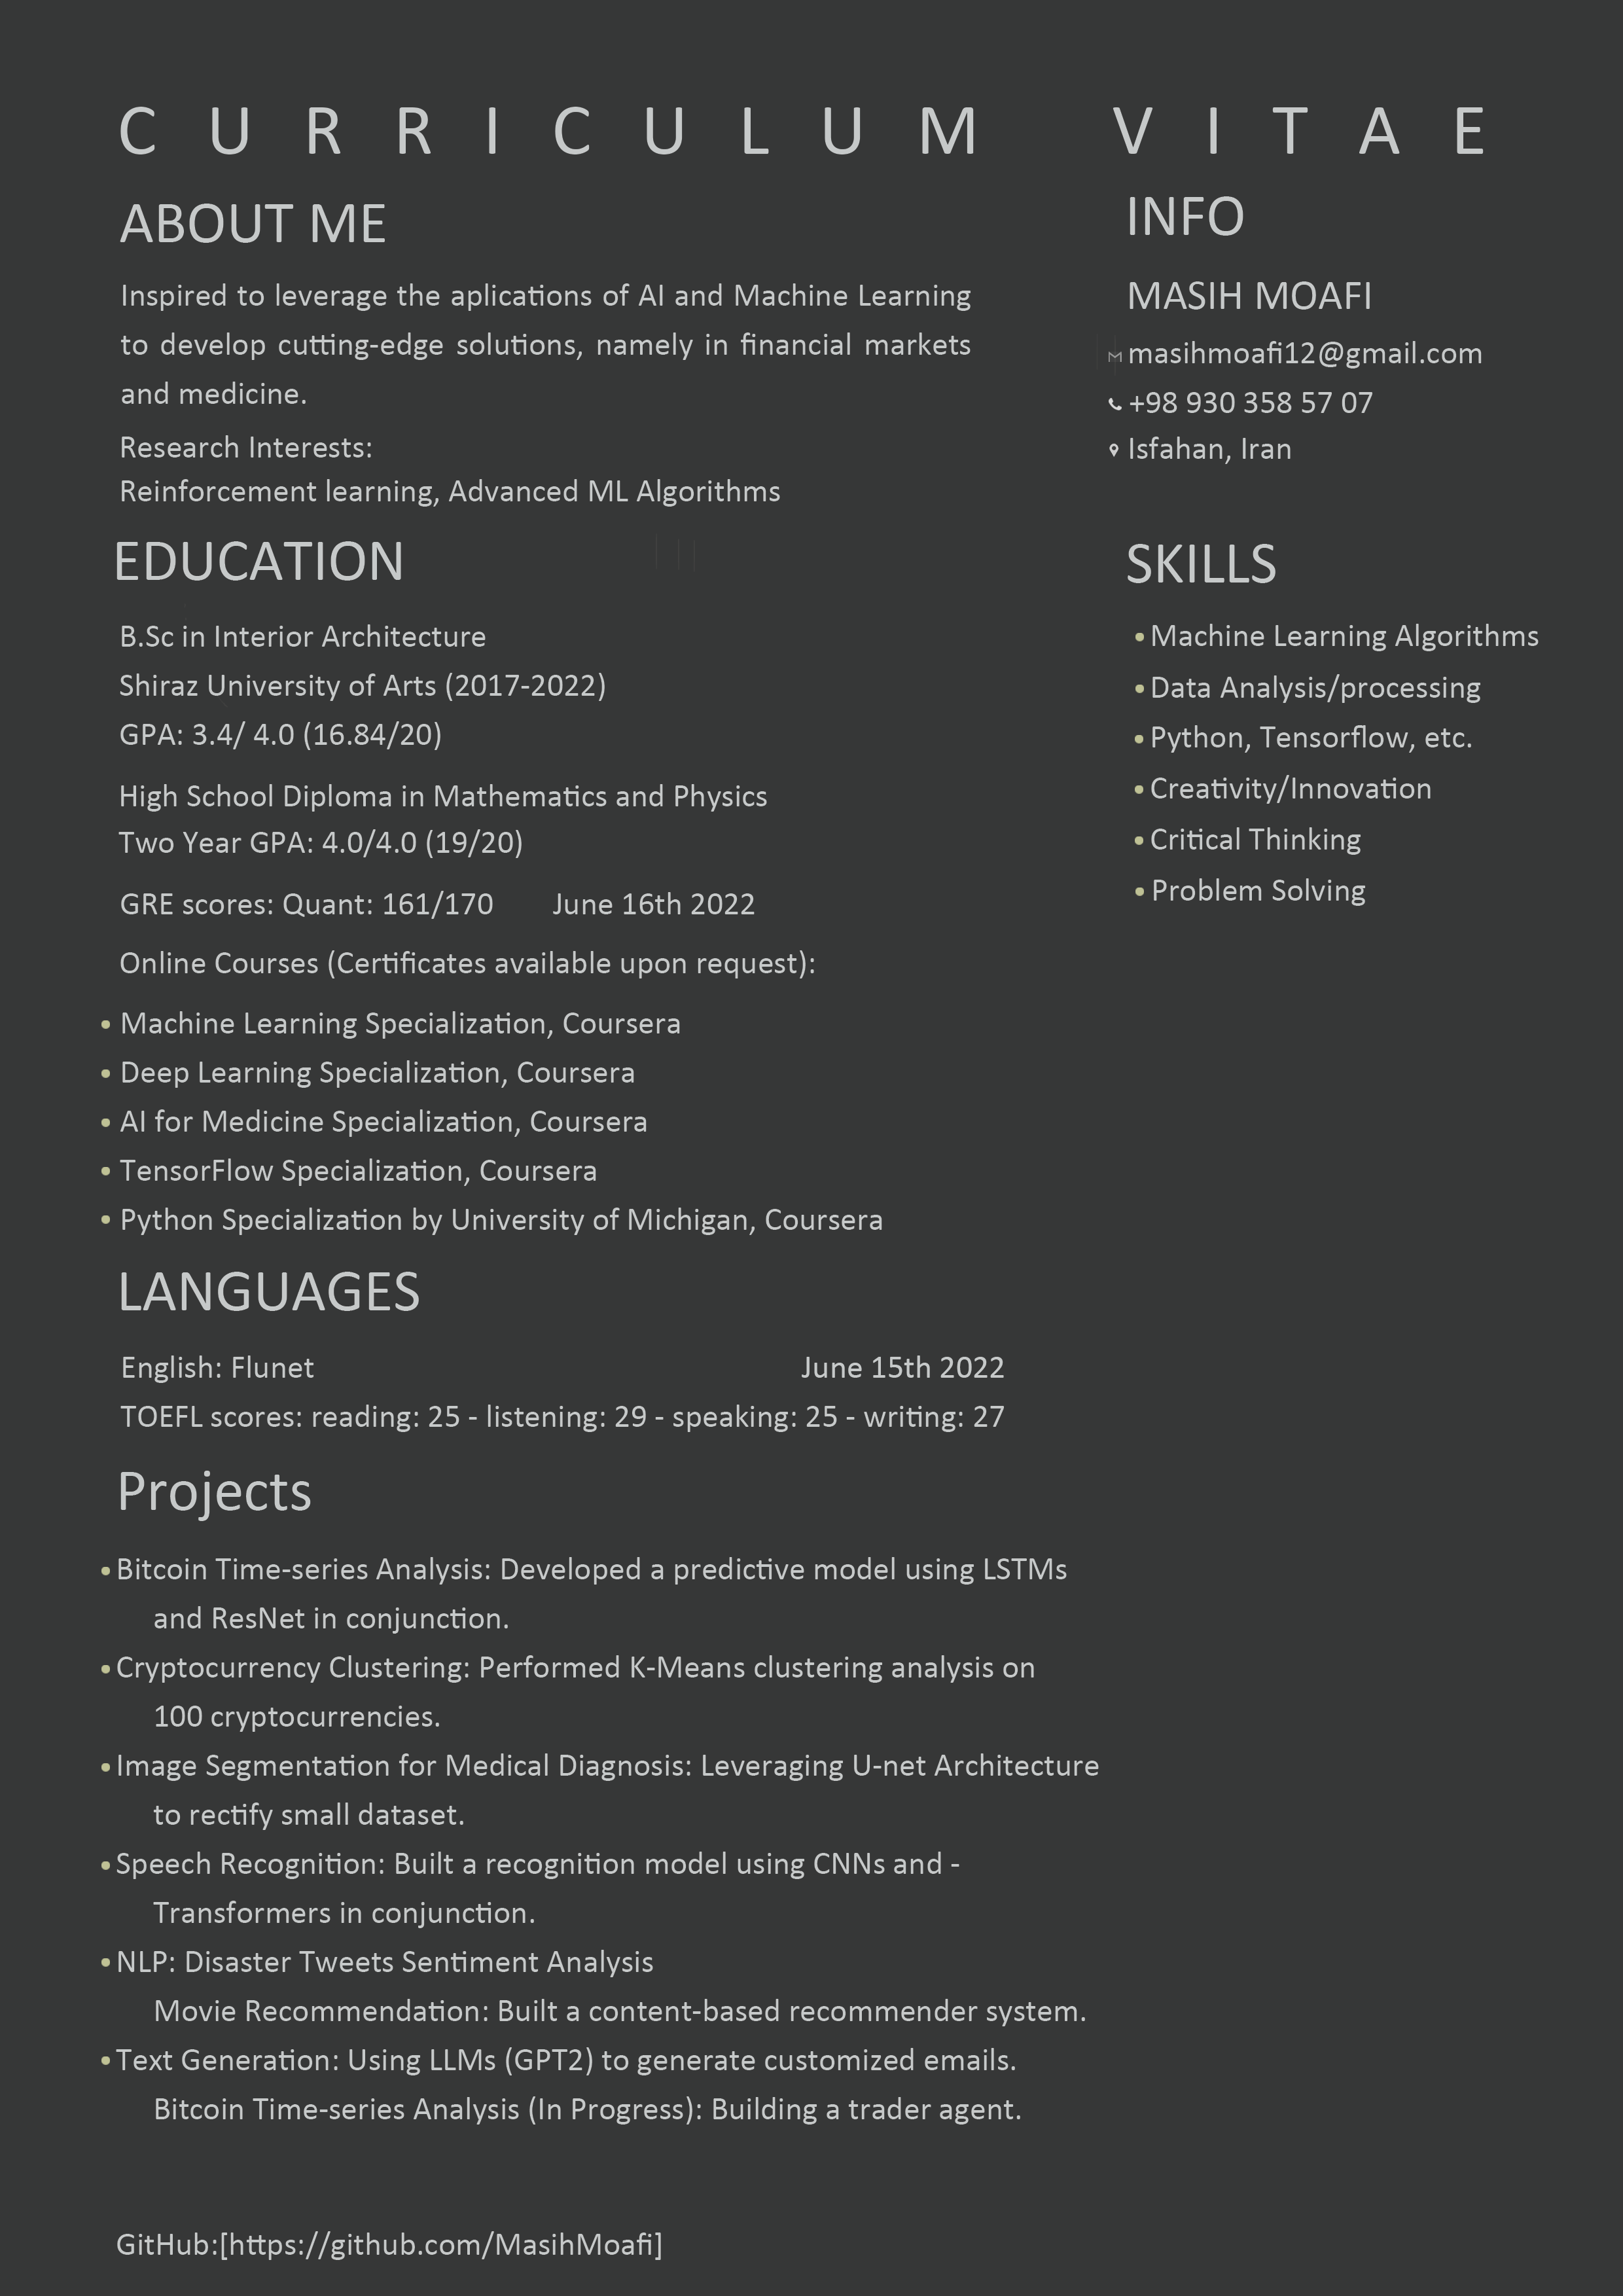 CURRICULUM VITAE
ABOUT ME
Inspired to leverage the aplications of AI and Machine Learning
to develop cutting-edge solutions, namely in financial markets
and medicine.
Research Interests:
Reinforcement learning, Advanced ML Algorithms
EDUCATION
B.Sc in Interior Architecture
Shiraz University of Arts (2017-2022)
GPA: 3.4/ 4.0 (16.84/20)
High School Diploma in Mathematics and Physics
Two Year GPA: 4.0/4.0 (19/20)
GRE scores: Quant: 161/170 June 16th 2022
Online Courses (Certificates available upon request):
• Machine Learning Specialization, Coursera
• Deep Learning Specialization, Coursera
• AI for Medicine Specialization, Coursera
• TensorFlow Specialization, Coursera
• Python Specialization by University of Michigan, Coursera
LANGUAGES
English: Flunet June 15th 2022
TOEFL scores: reading: 25 - listening: 29 - speaking: 25 - writing: 27
Projects
• Bitcoin Time-series Analysis: Developed a predictive model using LSTMs
and ResNet in conjunction.
• Cryptocurrency Clustering: Performed K-Means clustering analysis on
100 cryptocurrencies.
• Image Segmentation for Medical Diagnosis: Leveraging U-net Architecture
to rectify small dataset.
• Speech Recognition: Built a recognition model using CNNs and -
Transformers in conjunction.
• NLP: Disaster Tweets Sentiment Analysis
Movie Recommendation: Built a content-based recommender system.
• Text Generation: Using LLMs (GPT2) to generate customized emails.
Bitcoin Time-series Analysis (In Progress): Building a trader agent.
GitHub:[https://github.com/MasihMoafi]
INFO
MASIH MOAFI
masihmoafi12@gmail.com
+98 930 358 57 07
Isfahan, Iran
SKILLS
• Machine Learning Algorithms
• Data Analysis/processing
• Python, Tensorflow, etc.
• Creativity/Innovation
• Critical Thinking
• Problem Solving